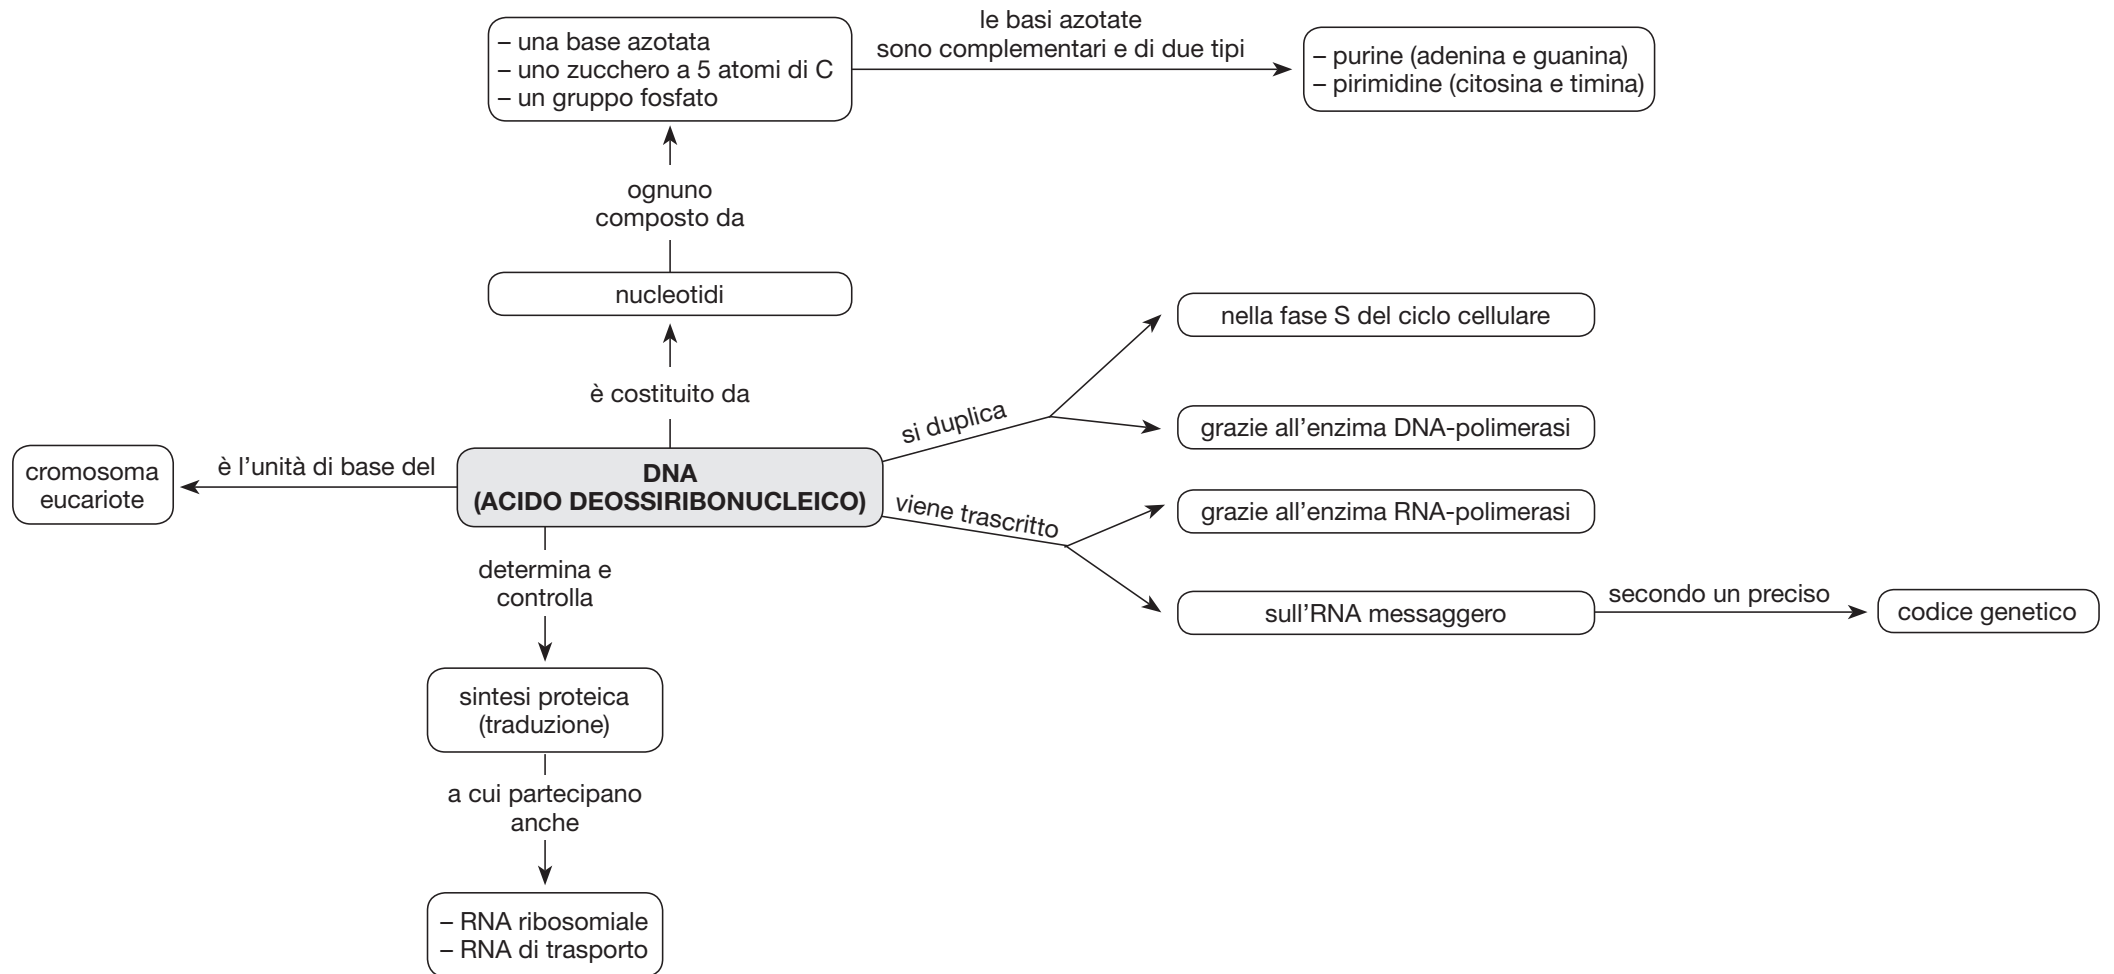 – una base azotata
– uno zucchero a 5 atomi di C
– un gruppo fosfato
le basi azotate
sono complementari e di due tipi
– purine (adenina e guanina)
– pirimidine (citosina e timina)
ognuno
composto da
nucleotidi
è costituito da
cromosoma
eucariote
è l’unità di base del
DNA
(ACIDO DEOSSIRIBONUCLEICO)
si duplica
nella fase S del ciclo cellulare
grazie all’enzima DNA-polimerasi
viene trascritto
grazie all’enzima RNA-polimerasi
sull’RNA messaggero
secondo un preciso
codice genetico
determina e
controlla
sintesi proteica
(traduzione)
a cui partecipano
anche
– RNA ribosomiale
– RNA di trasporto